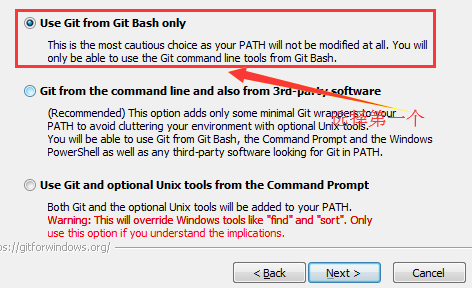 Use Git from Git Bash only
This is the most cautious choice as your PATH will not be modified at all. You will
only be able to use the Git command line tools from Git Bash.
Git from the command line and also from 3rd-party software
选择第一个
(Recommended) This option adds only some minimal Git wrappers to your
PATH to avoid cluttering your environment with optional Unix tools.
You will be able to use Git from Git Bash, the Command Prompt and the Windows
PowerShell as well as any third-party software looking for Git in PATH.
Use Git and optional Unix tools from the Command Prompt
Both Git and the optional Unix tools will be added to your PATH.
Warning: This will override Windows tools like "find" and "sort". Only
use this option if you understand the implications.
ps://gitforwindows.org/
< Back
Next >
Cancel